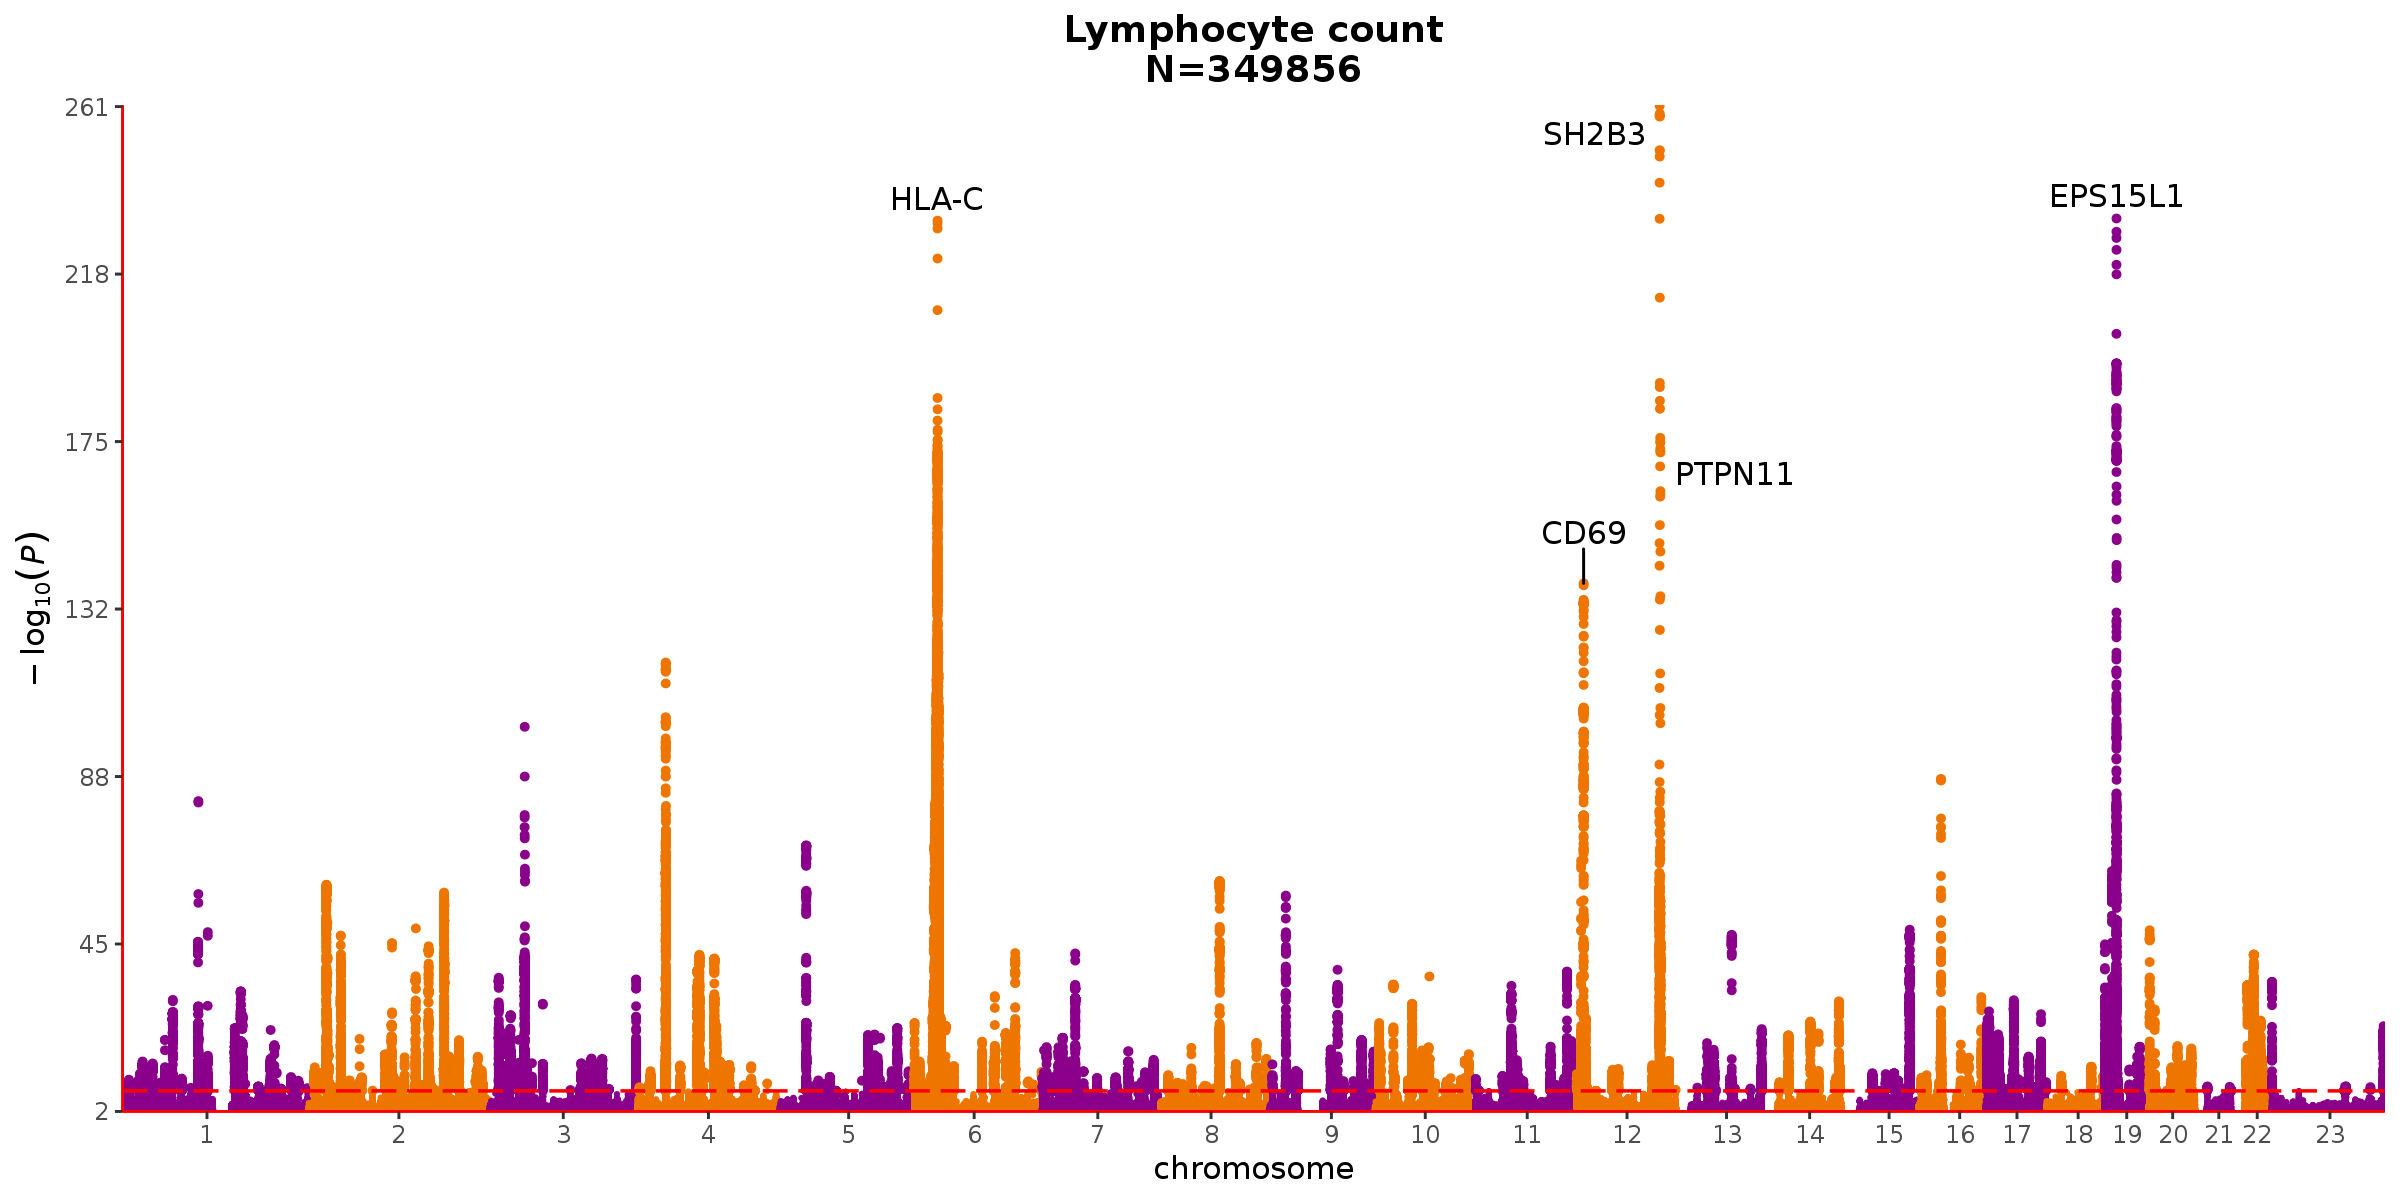 Lymphocyte count
N=349856
261
218
175
132
88
45
2
−log₁₀(P)
SH2B3
HLA-C
EPS15L1
PTPN11
CD69
1 2 3 4 5 6 7 8 9 10 11 12 13 14 15 16 17 18 19 20 21 22 23
chromosome